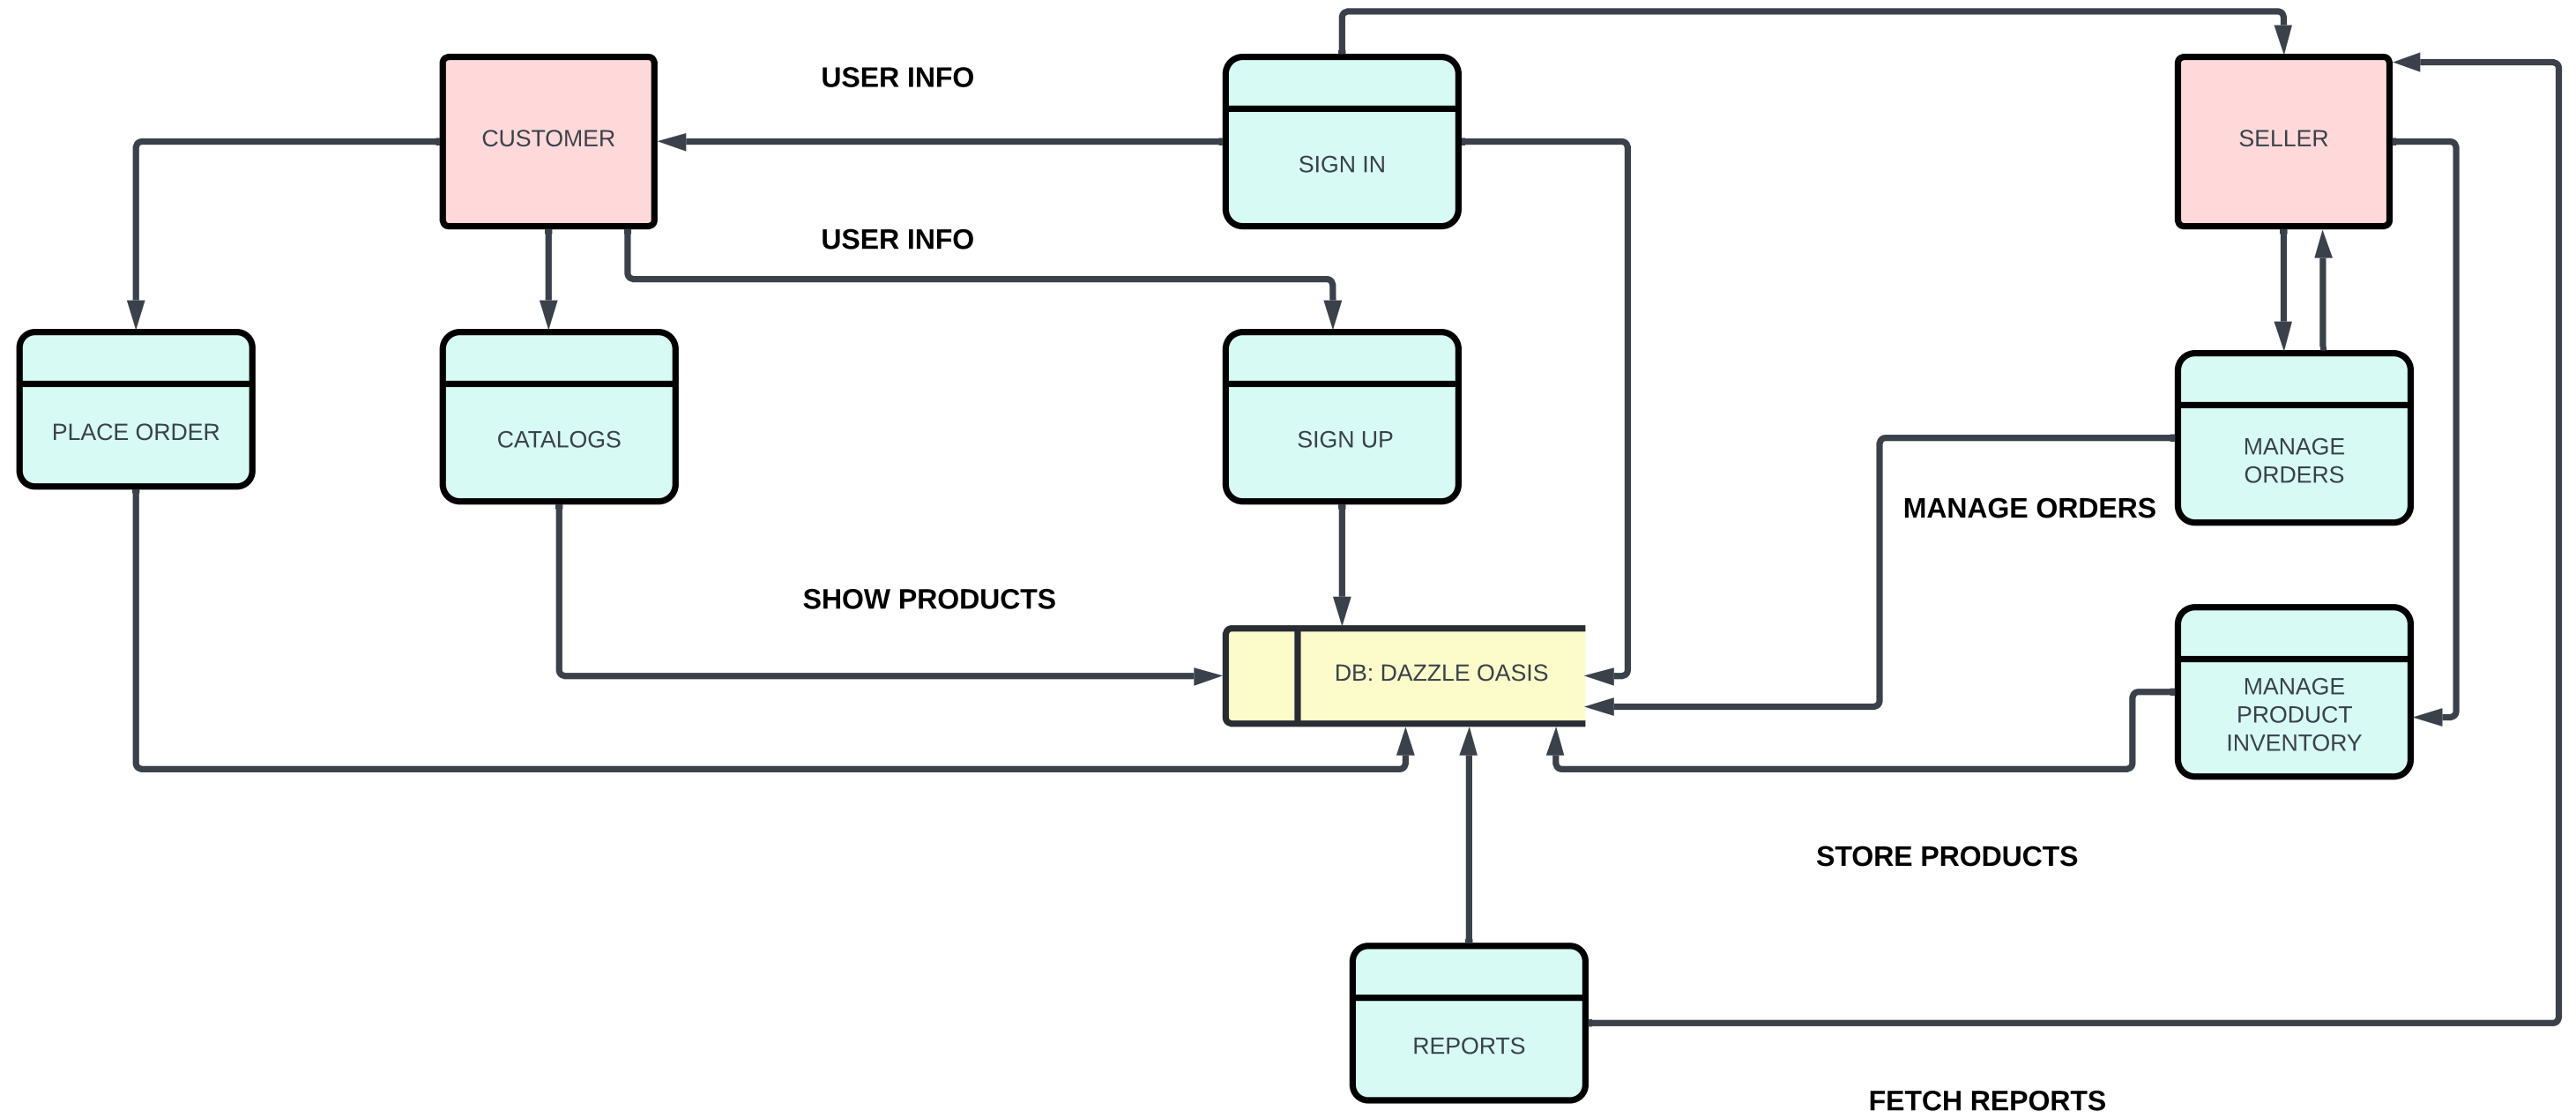 USER INFO
CUSTOMER
SIGN IN
SELLER
USER INFO
PLACE ORDER
CATALOGS
SIGN UP
MANAGE
ORDERS
MANAGE ORDERS
SHOW PRODUCTS
DB: DAZZLE OASIS
MANAGE
PRODUCT
INVENTORY
STORE PRODUCTS
REPORTS
FETCH REPORTS